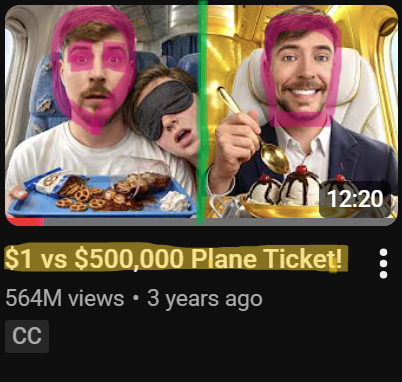 12:20
$1 vs $500,000 Plane Ticket!
564M views • 3 years ago
CC